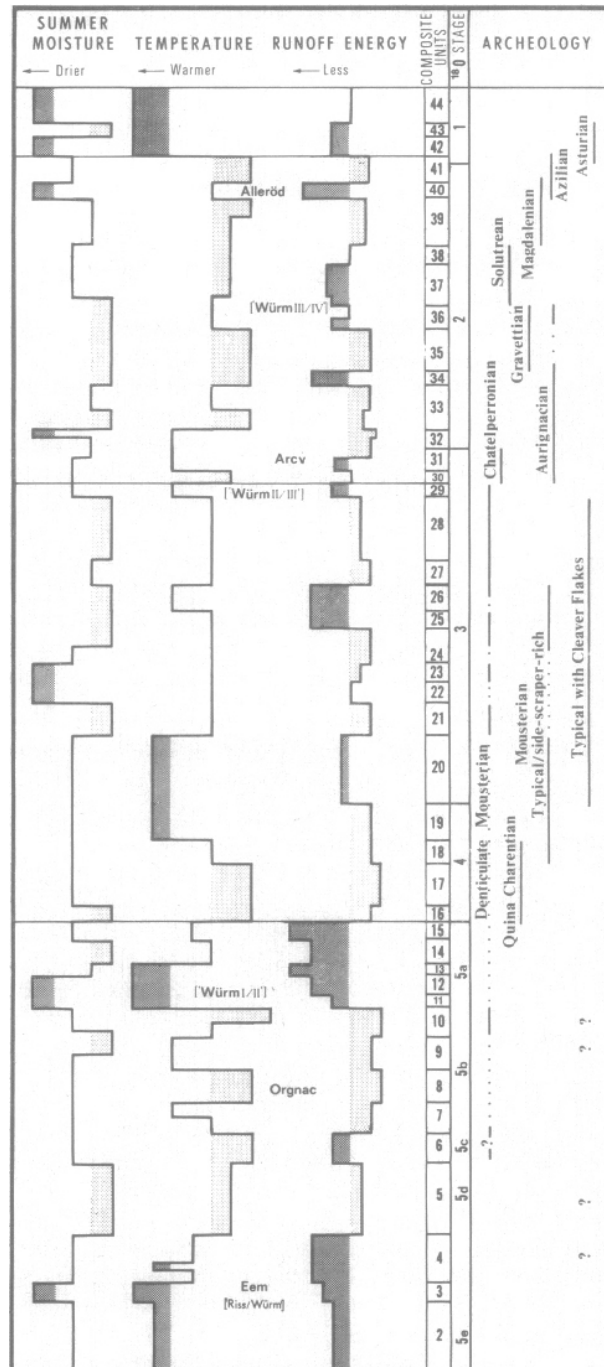 SUMMER MOISTURE
TEMPERATURE
RUNOFF ENERGY
COMPOSITE UNITS
18O STAGE
ARCHEOLOGY
← Drier
← Warmer
← Less
44
43
42
41
40
39
38
37
36
35
34
33
32
31
30
29
28
27
26
25
24
23
22
21
20
19
18
17
16
15
14
13
12
11
10
9
8
7
6
5
4
3
2
1
2
3
4
5a
5b
5c
5d
5e
Alleröd
[Würm III/IV]
Arcy
['Würm II/III']
['Würm I/II']
Orgnac
Eem
[Riss/Würm]
Asturian
Azilian
Magdalenian
Solutrean
Gravettian
Aurignacian
Chatelperronian
Typical with Cleaver Flakes
Mousterian
Typical/side-scraper-rich
Denticulate Mousterian
Quina Charentian
?
?
?
?
?